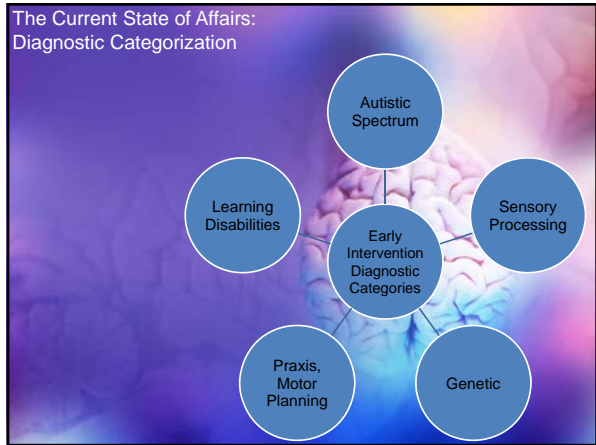 The Current State of Affairs:
Diagnostic Categorization
Autistic
Spectrum
Sensory
Processing
Genetic
Praxis,
Motor
Planning
Learning
Disabilities
Early
Intervention
Diagnostic
Categories